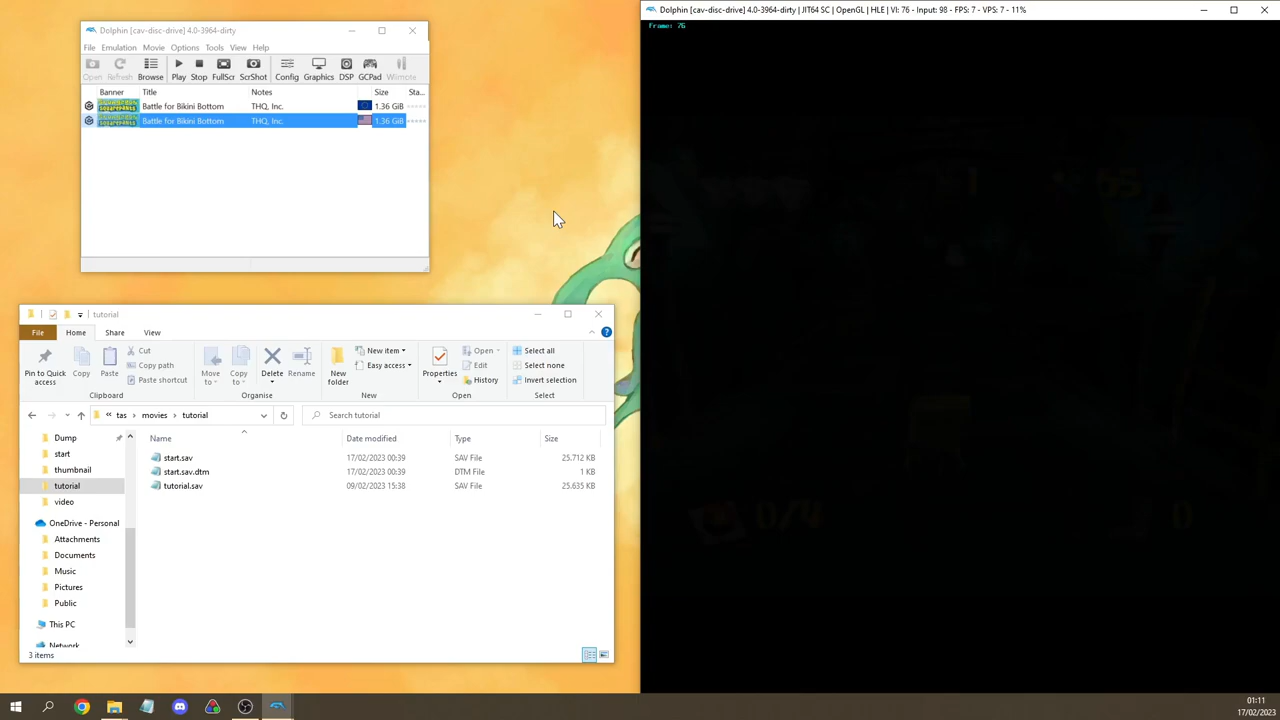 Dolphin [cav-disc-drive] 4.0-3964-dirty
File Emulation Movie Options Tools View Help
Open Refresh Browse Play Stop FullScr ScrShot Config Graphics DSP GCPad Wiimote
Banner Title Notes Size Sta...
Battle for Bikini Bottom THQ, Inc. 1.36 GiB
Battle for Bikini Bottom THQ, Inc. 1.36 GiB
tutorial
File Home Share View
Pin to Quick access
Copy
Paste
Cut
Copy path
Paste shortcut
Clipboard
Move to
Copy to
Delete
Rename
Organise
New folder
New item
Easy access
New
Properties
Open
Edit
History
Open
Select all
Select none
Invert selection
Select
« tas › movies › tutorial
Search tutorial
Dump
start
thumbnail
tutorial
video
OneDrive - Personal
Attachments
Documents
Music
Pictures
Public
This PC
Network
Name Date modified Type Size
start.sav 17/02/2023 00:39 SAV File 25.712 KB
start.sav.dtm 17/02/2023 00:39 DTM File 1 KB
tutorial.sav 09/02/2023 15:38 SAV File 25.635 KB
3 items
Dolphin [cav-disc-drive] 4.0-3964-dirty | JIT64 SC | OpenGL | HLE | VI: 76 - Input: 98 - FPS: 7 - VPS: 7 - 11%
Frame: 76
65
0/4
0
01:11
17/02/2023